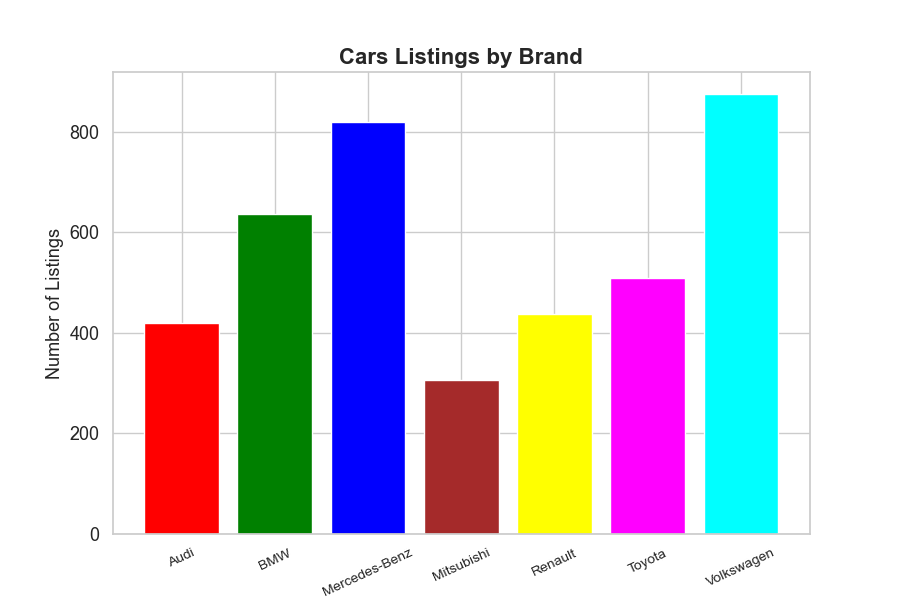 Cars Listings by Brand
Number of Listings
800
600
400
200
0
Audi
BMW
Mercedes-Benz
Mitsubishi
Renault
Toyota
Volkswagen